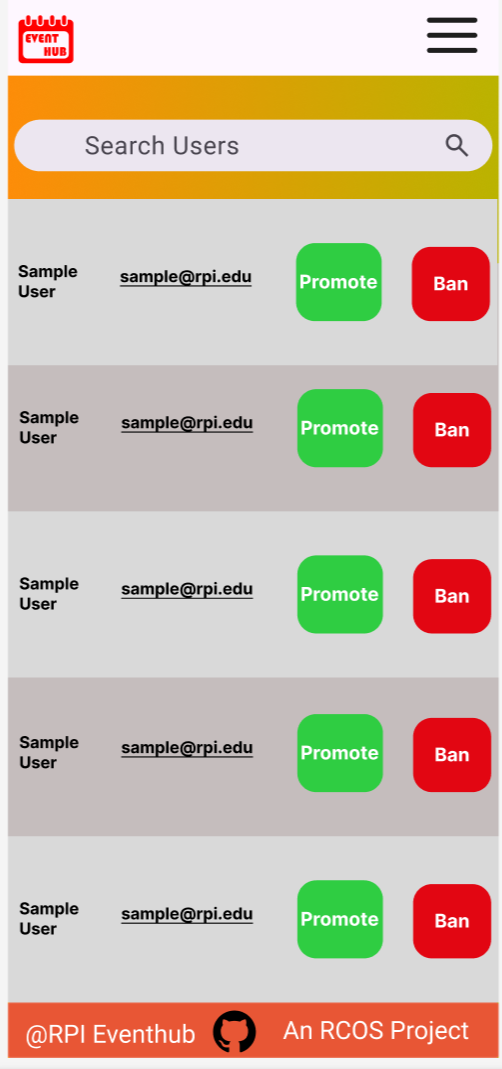 EVENT
HUB
Search Users
Sample
User
sample@rpi.edu
Promote
Ban
Sample
User
sample@rpi.edu
Promote
Ban
Sample
User
sample@rpi.edu
Promote
Ban
Sample
User
sample@rpi.edu
Promote
Ban
Sample
User
sample@rpi.edu
Promote
Ban
@RPI Eventhub
An RCOS Project